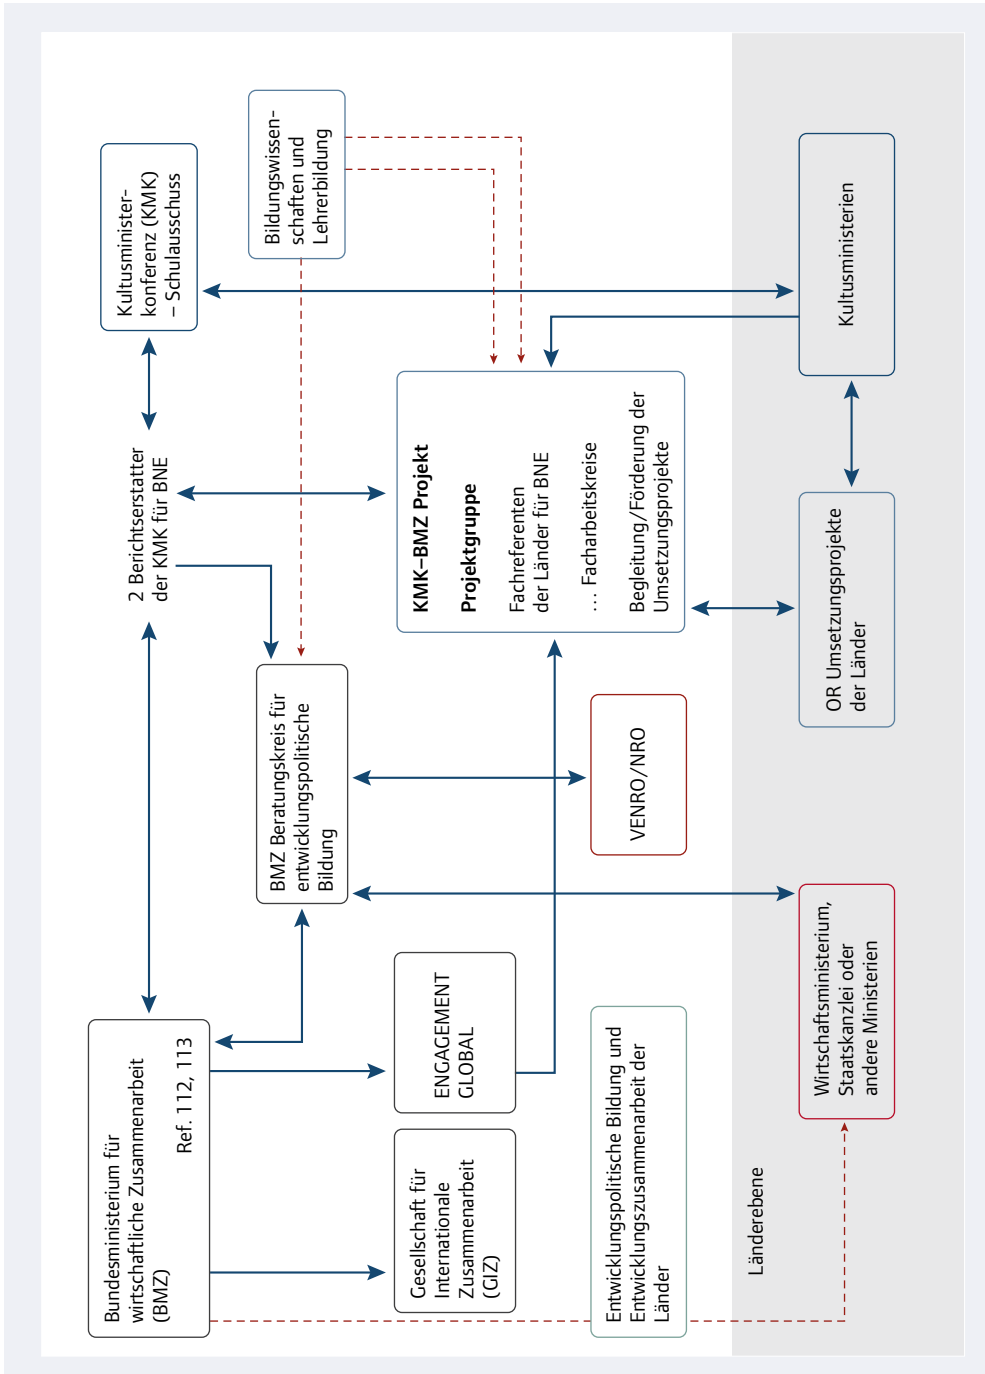 Bundesministerium für
wirtschaftliche Zusammenarbeit
(BMZ)
Ref. 112, 113
2 Berichtserstatter
der KMK für BNE
Kultusminister-
konferenz (KMK)
– Schulausschuss
BMZ Beratungskreis für
entwicklungspolitische
Bildung
Bildungswissen-
schaften und
Lehrerbildung
Gesellschaft für
Internationale
Zusammenarbeit
(GIZ)
ENGAGEMENT
GLOBAL
KMK–BMZ Projekt
Projektgruppe
Fachreferenten
der Länder für BNE
... Facharbeitskreise
Begleitung/Förderung der
Umsetzungsprojekte
Entwicklungspolitische Bildung und
Entwicklungszusammenarbeit der
Länder
VENRO/NRO
Länderebene
Wirtschaftsministerium,
Staatskanzlei oder
andere Ministerien
OR Umsetzungsprojekte
der Länder
Kultusministerien